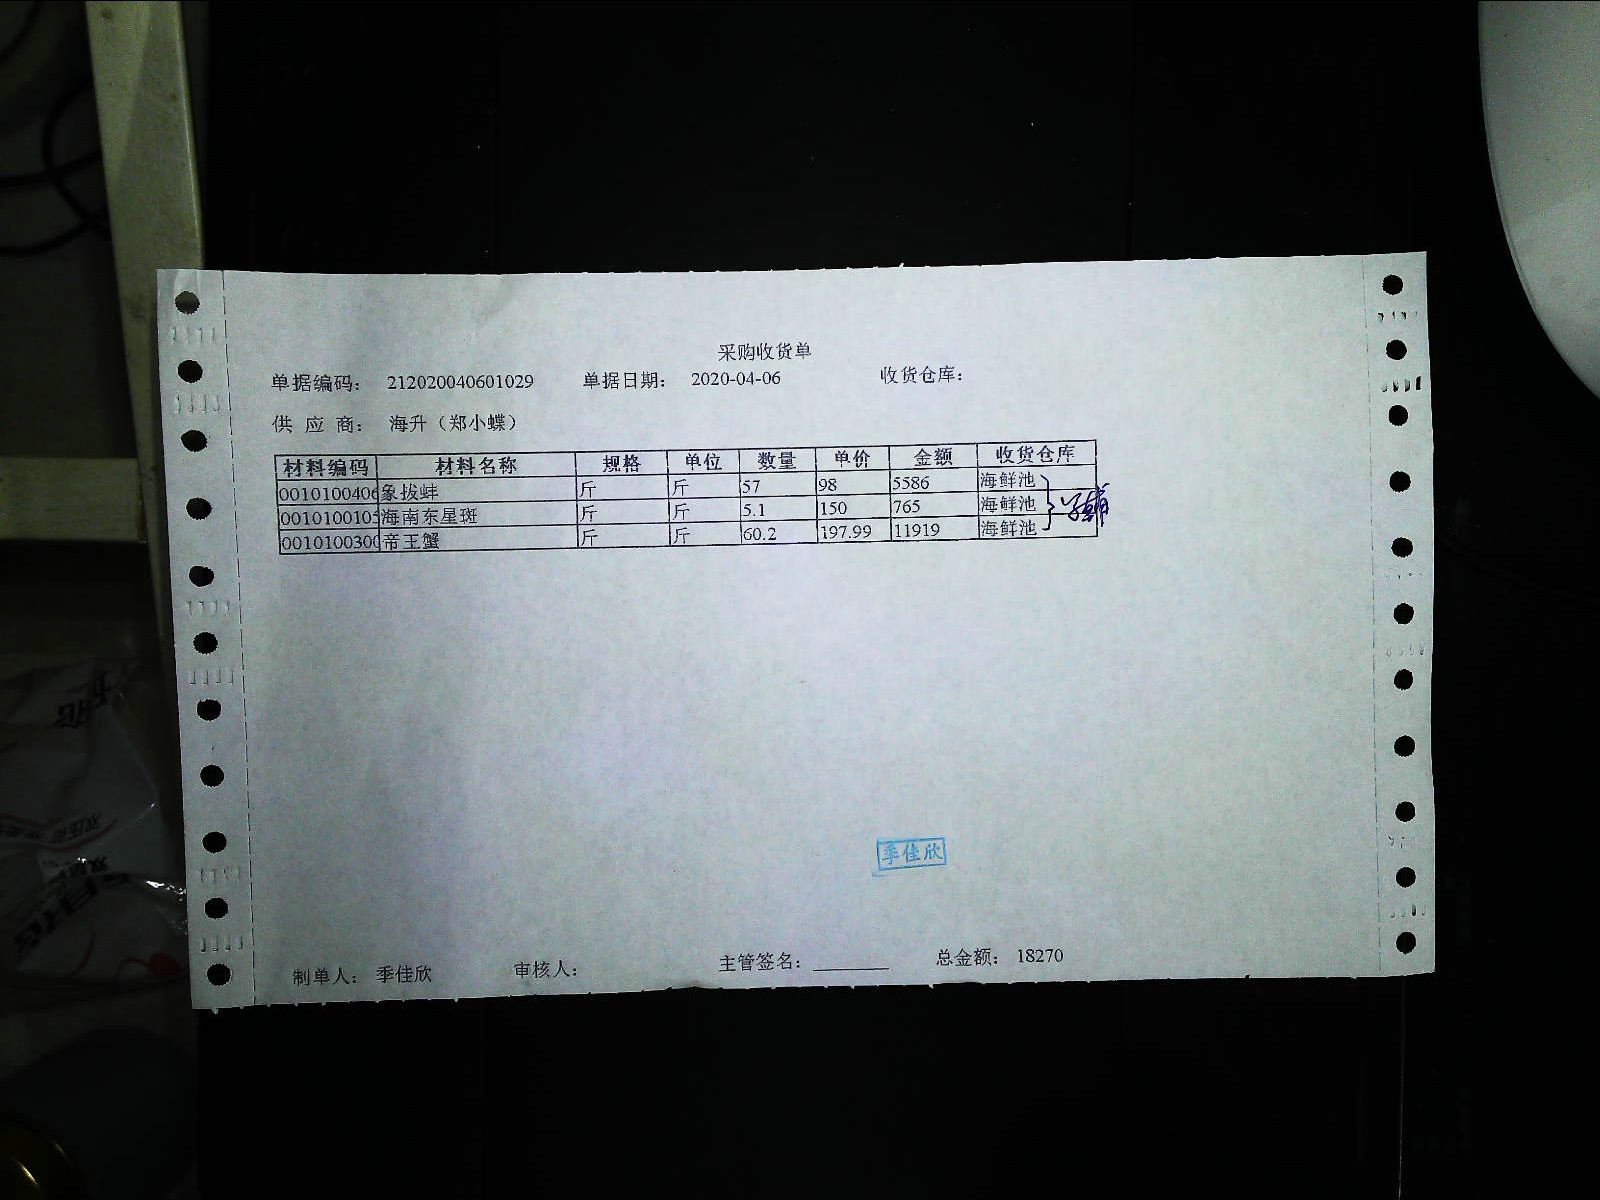 采购收货单
单据编码: 212020040601029 单据日期: 2020-04-06 收货仓库:
供 应 商: 海升（郑小蝶）
材料编码 材料名称 规格 单位 数量 单价 金额 收货仓库
0010100406 象拔蚌 斤 斤 57 98 5586 海鲜池
0010100105 海南东星斑 斤 斤 5.1 150 765 海鲜池
0010100300 帝王蟹 斤 斤 60.2 197.99 11919 海鲜池
季佳欣
制单人: 季佳欣 审核人: 主管签名: ________ 总金额: 18270